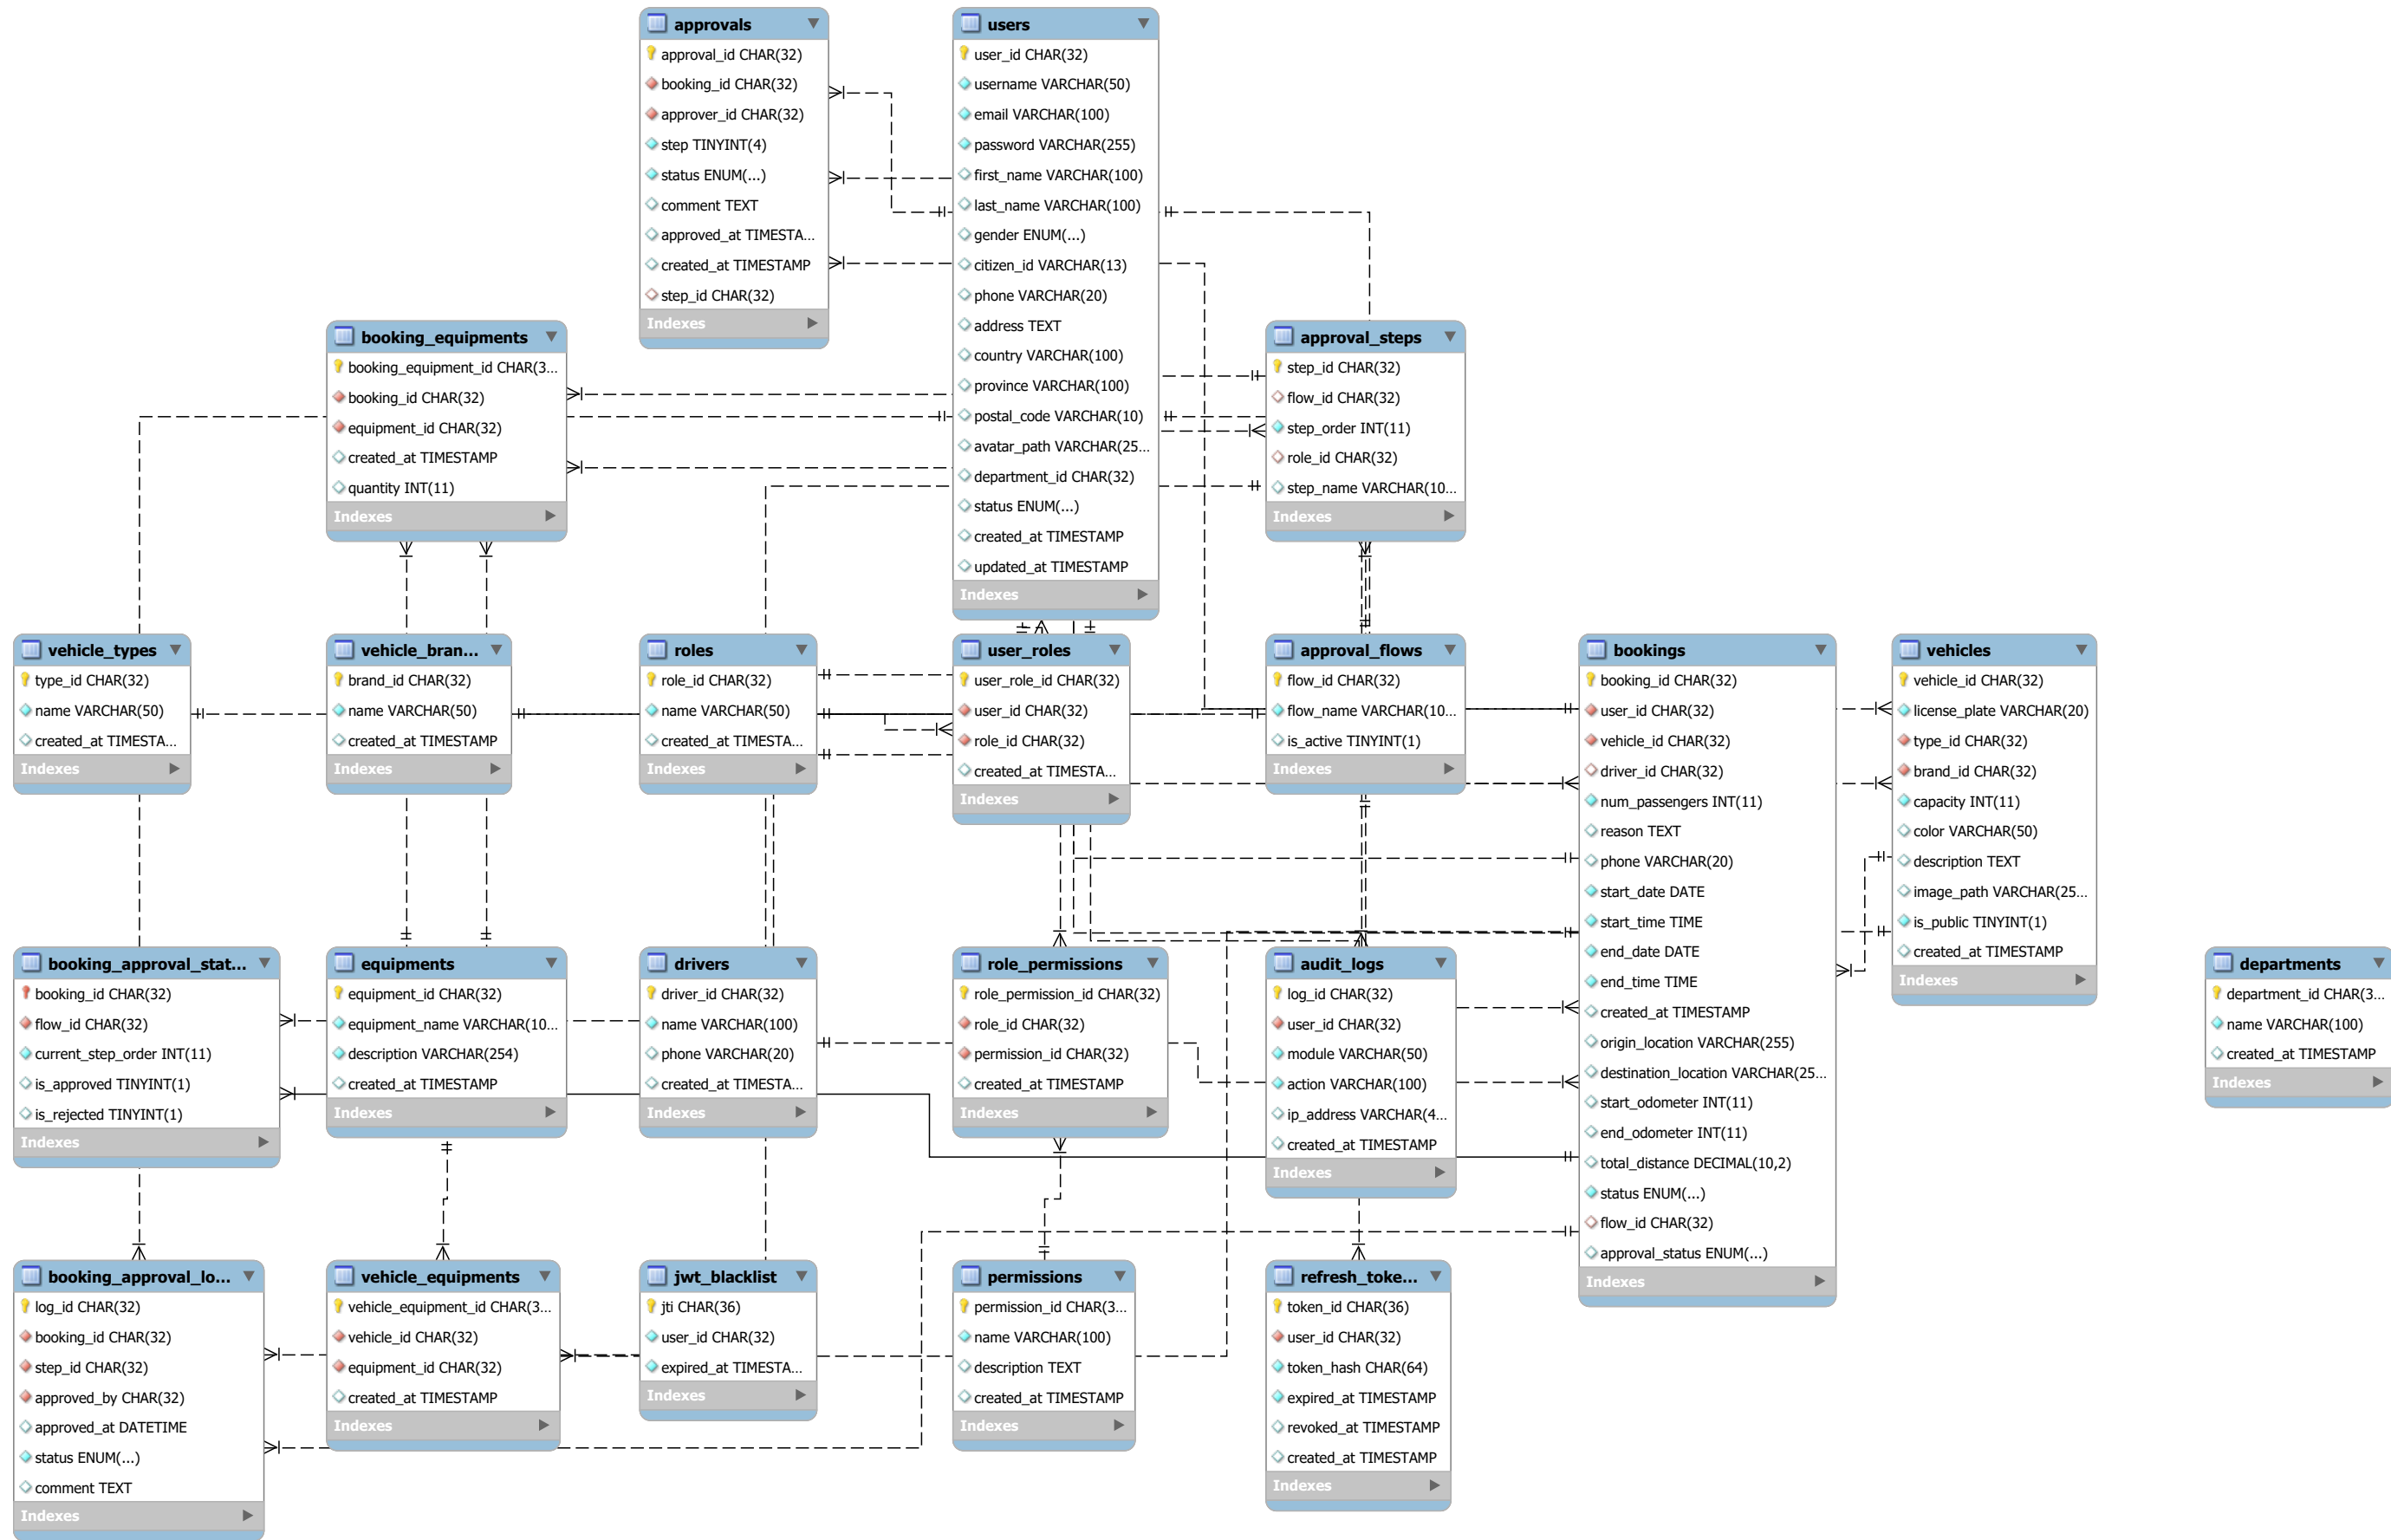 approvals
approval_id CHAR(32)
booking_id CHAR(32)
approver_id CHAR(32)
step TINYINT(4)
status ENUM(...)
comment TEXT
approved_at TIMESTA...
created_at TIMESTAMP
step_id CHAR(32)
Indexes
users
user_id CHAR(32)
username VARCHAR(50)
email VARCHAR(100)
password VARCHAR(255)
first_name VARCHAR(100)
last_name VARCHAR(100)
gender ENUM(...)
citizen_id VARCHAR(13)
phone VARCHAR(20)
address TEXT
country VARCHAR(100)
province VARCHAR(100)
postal_code VARCHAR(10)
avatar_path VARCHAR(25...
department_id CHAR(32)
status ENUM(...)
created_at TIMESTAMP
updated_at TIMESTAMP
Indexes
booking_equipments
booking_equipment_id CHAR(3...
booking_id CHAR(32)
equipment_id CHAR(32)
created_at TIMESTAMP
quantity INT(11)
Indexes
approval_steps
step_id CHAR(32)
flow_id CHAR(32)
step_order INT(11)
role_id CHAR(32)
step_name VARCHAR(10...
Indexes
vehicle_types
type_id CHAR(32)
name VARCHAR(50)
created_at TIMESTA...
Indexes
vehicle_bran...
brand_id CHAR(32)
name VARCHAR(50)
created_at TIMESTAMP
Indexes
roles
role_id CHAR(32)
name VARCHAR(50)
created_at TIMESTA...
Indexes
user_roles
user_role_id CHAR(32)
user_id CHAR(32)
role_id CHAR(32)
created_at TIMESTA...
Indexes
approval_flows
flow_id CHAR(32)
flow_name VARCHAR(10...
is_active TINYINT(1)
Indexes
bookings
booking_id CHAR(32)
user_id CHAR(32)
vehicle_id CHAR(32)
driver_id CHAR(32)
num_passengers INT(11)
reason TEXT
phone VARCHAR(20)
start_date DATE
start_time TIME
end_date DATE
end_time TIME
created_at TIMESTAMP
origin_location VARCHAR(255)
destination_location VARCHAR(25...
start_odometer INT(11)
end_odometer INT(11)
total_distance DECIMAL(10,2)
status ENUM(...)
flow_id CHAR(32)
approval_status ENUM(...)
Indexes
vehicles
vehicle_id CHAR(32)
license_plate VARCHAR(20)
type_id CHAR(32)
brand_id CHAR(32)
capacity INT(11)
color VARCHAR(50)
description TEXT
image_path VARCHAR(25...
is_public TINYINT(1)
created_at TIMESTAMP
Indexes
booking_approval_stat...
booking_id CHAR(32)
flow_id CHAR(32)
current_step_order INT(11)
is_approved TINYINT(1)
is_rejected TINYINT(1)
Indexes
equipments
equipment_id CHAR(32)
equipment_name VARCHAR(10...
description VARCHAR(254)
created_at TIMESTAMP
Indexes
drivers
driver_id CHAR(32)
name VARCHAR(100)
phone VARCHAR(20)
created_at TIMESTA...
Indexes
role_permissions
role_permission_id CHAR(32)
role_id CHAR(32)
permission_id CHAR(32)
created_at TIMESTAMP
Indexes
audit_logs
log_id CHAR(32)
user_id CHAR(32)
module VARCHAR(50)
action VARCHAR(100)
ip_address VARCHAR(4...
created_at TIMESTAMP
Indexes
departments
department_id CHAR(3...
name VARCHAR(100)
created_at TIMESTAMP
Indexes
booking_approval_lo...
log_id CHAR(32)
booking_id CHAR(32)
step_id CHAR(32)
approved_by CHAR(32)
approved_at DATETIME
status ENUM(...)
comment TEXT
Indexes
vehicle_equipments
vehicle_equipment_id CHAR(3...
vehicle_id CHAR(32)
equipment_id CHAR(32)
created_at TIMESTAMP
Indexes
jwt_blacklist
jti CHAR(36)
user_id CHAR(32)
expired_at TIMESTA...
Indexes
permissions
permission_id CHAR(3...
name VARCHAR(100)
description TEXT
created_at TIMESTAMP
Indexes
refresh_toke...
token_id CHAR(36)
user_id CHAR(32)
token_hash CHAR(64)
expired_at TIMESTAMP
revoked_at TIMESTAMP
created_at TIMESTAMP
Indexes